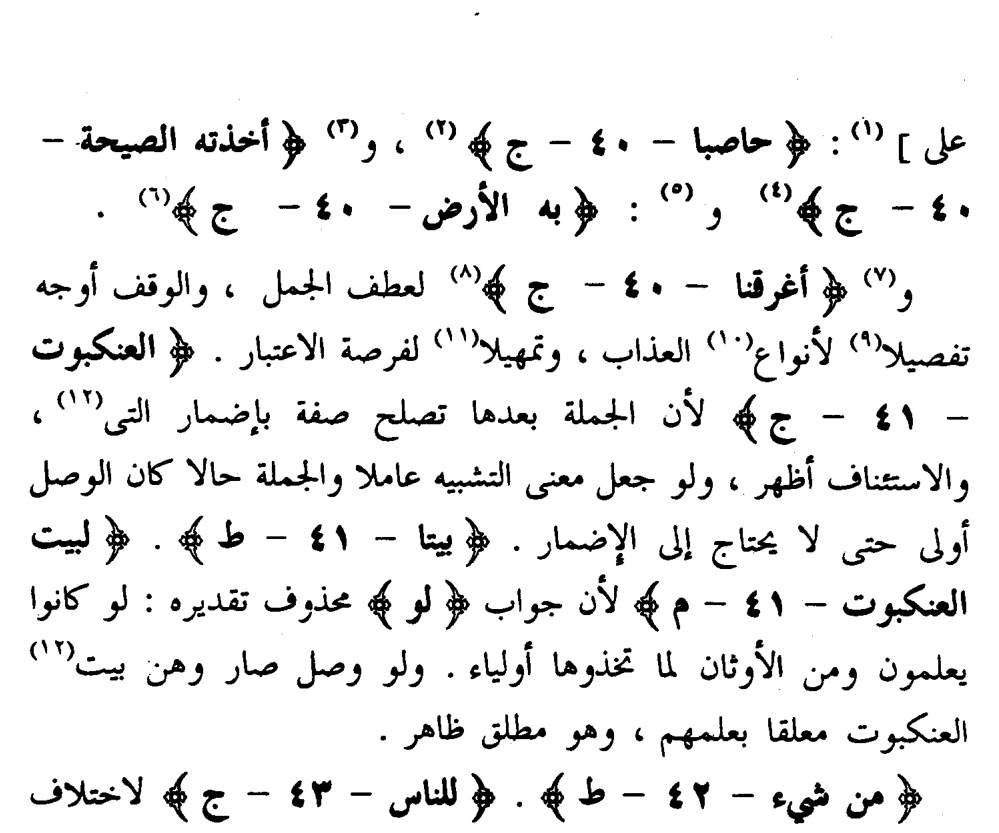 على ] (١) : ﴿ حاصبا – ٤٠ – ج ﴾ (٢) ، و(٣) ﴿ أخذته الصيحة –
٤٠ – ج ﴾(٤) و (٥) : ﴿ به الأرض – ٤٠ – ج ﴾(٦) .
و(٧) ﴿ أغرقنا – ٤٠ – ج ﴾(٨) لعطف الجمل ، والوقف أوجه
تفصيلا(٩) لأنواع(١٠) العذاب ، وتمهيلا(١١) لفرصة الاعتبار . ﴿ العنكبوت
– ٤١ – ج ﴾ لأن الجملة بعدها تصلح صفة بإضمار التى(١٢) ،
والاستئناف أظهر ، ولو جعل معنى التشبيه عاملا والجملة حالا كان الوصل
أولى حتى لا يحتاج إلى الإضمار . ﴿ بيتا – ٤١ – ط ﴾ . ﴿ لبيت
العنكبوت – ٤١ – م ﴾ لأن جواب ﴿ لو ﴾ محذوف تقديره : لو كانوا
يعلمون ومن الأوثان لما تخذوها أولياء . ولو وصل صار وهن بيت(١٢)
العنكبوت معلقا بعلمهم ، وهو مطلق ظاهر .
﴿ من شيء – ٤٢ – ط ﴾ . ﴿ للناس – ٤٣ – ج ﴾ لاختلاف